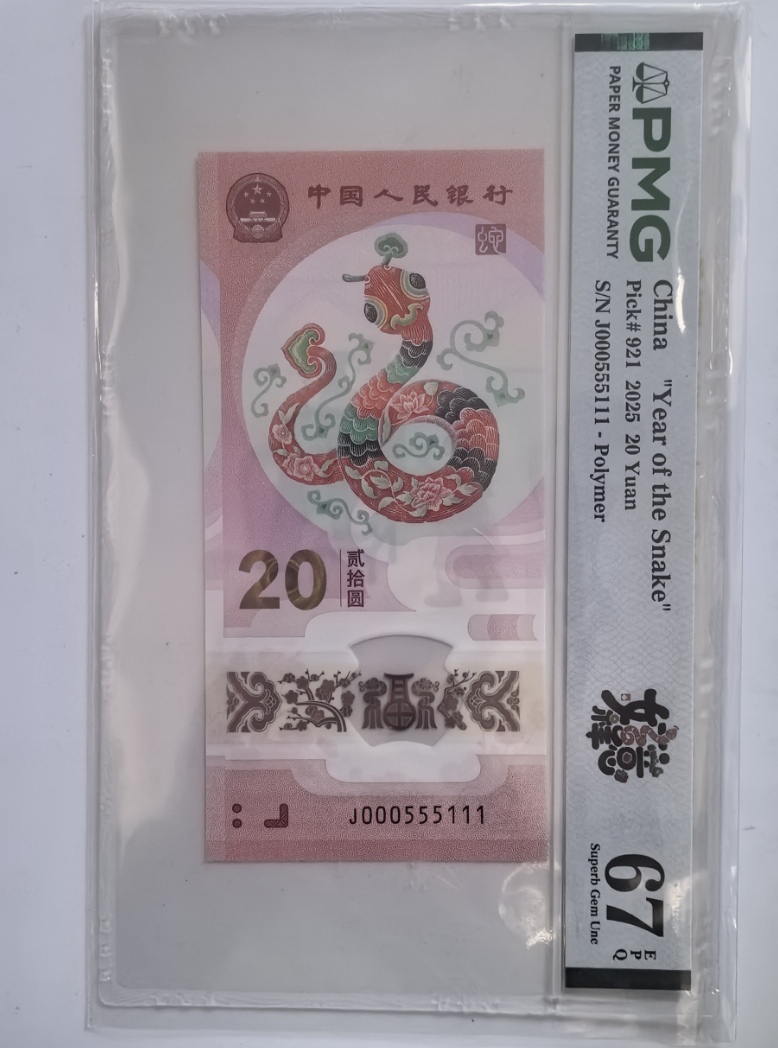 中国人民银行
蛇
20
贰拾圆
J000555111
PMG
PAPER MONEY GUARANTY
China "Year of the Snake"
Pick# 921 2025 20 Yuan
S/N J000555111 - Polymer
67
EPQ
Superb Gem Unc